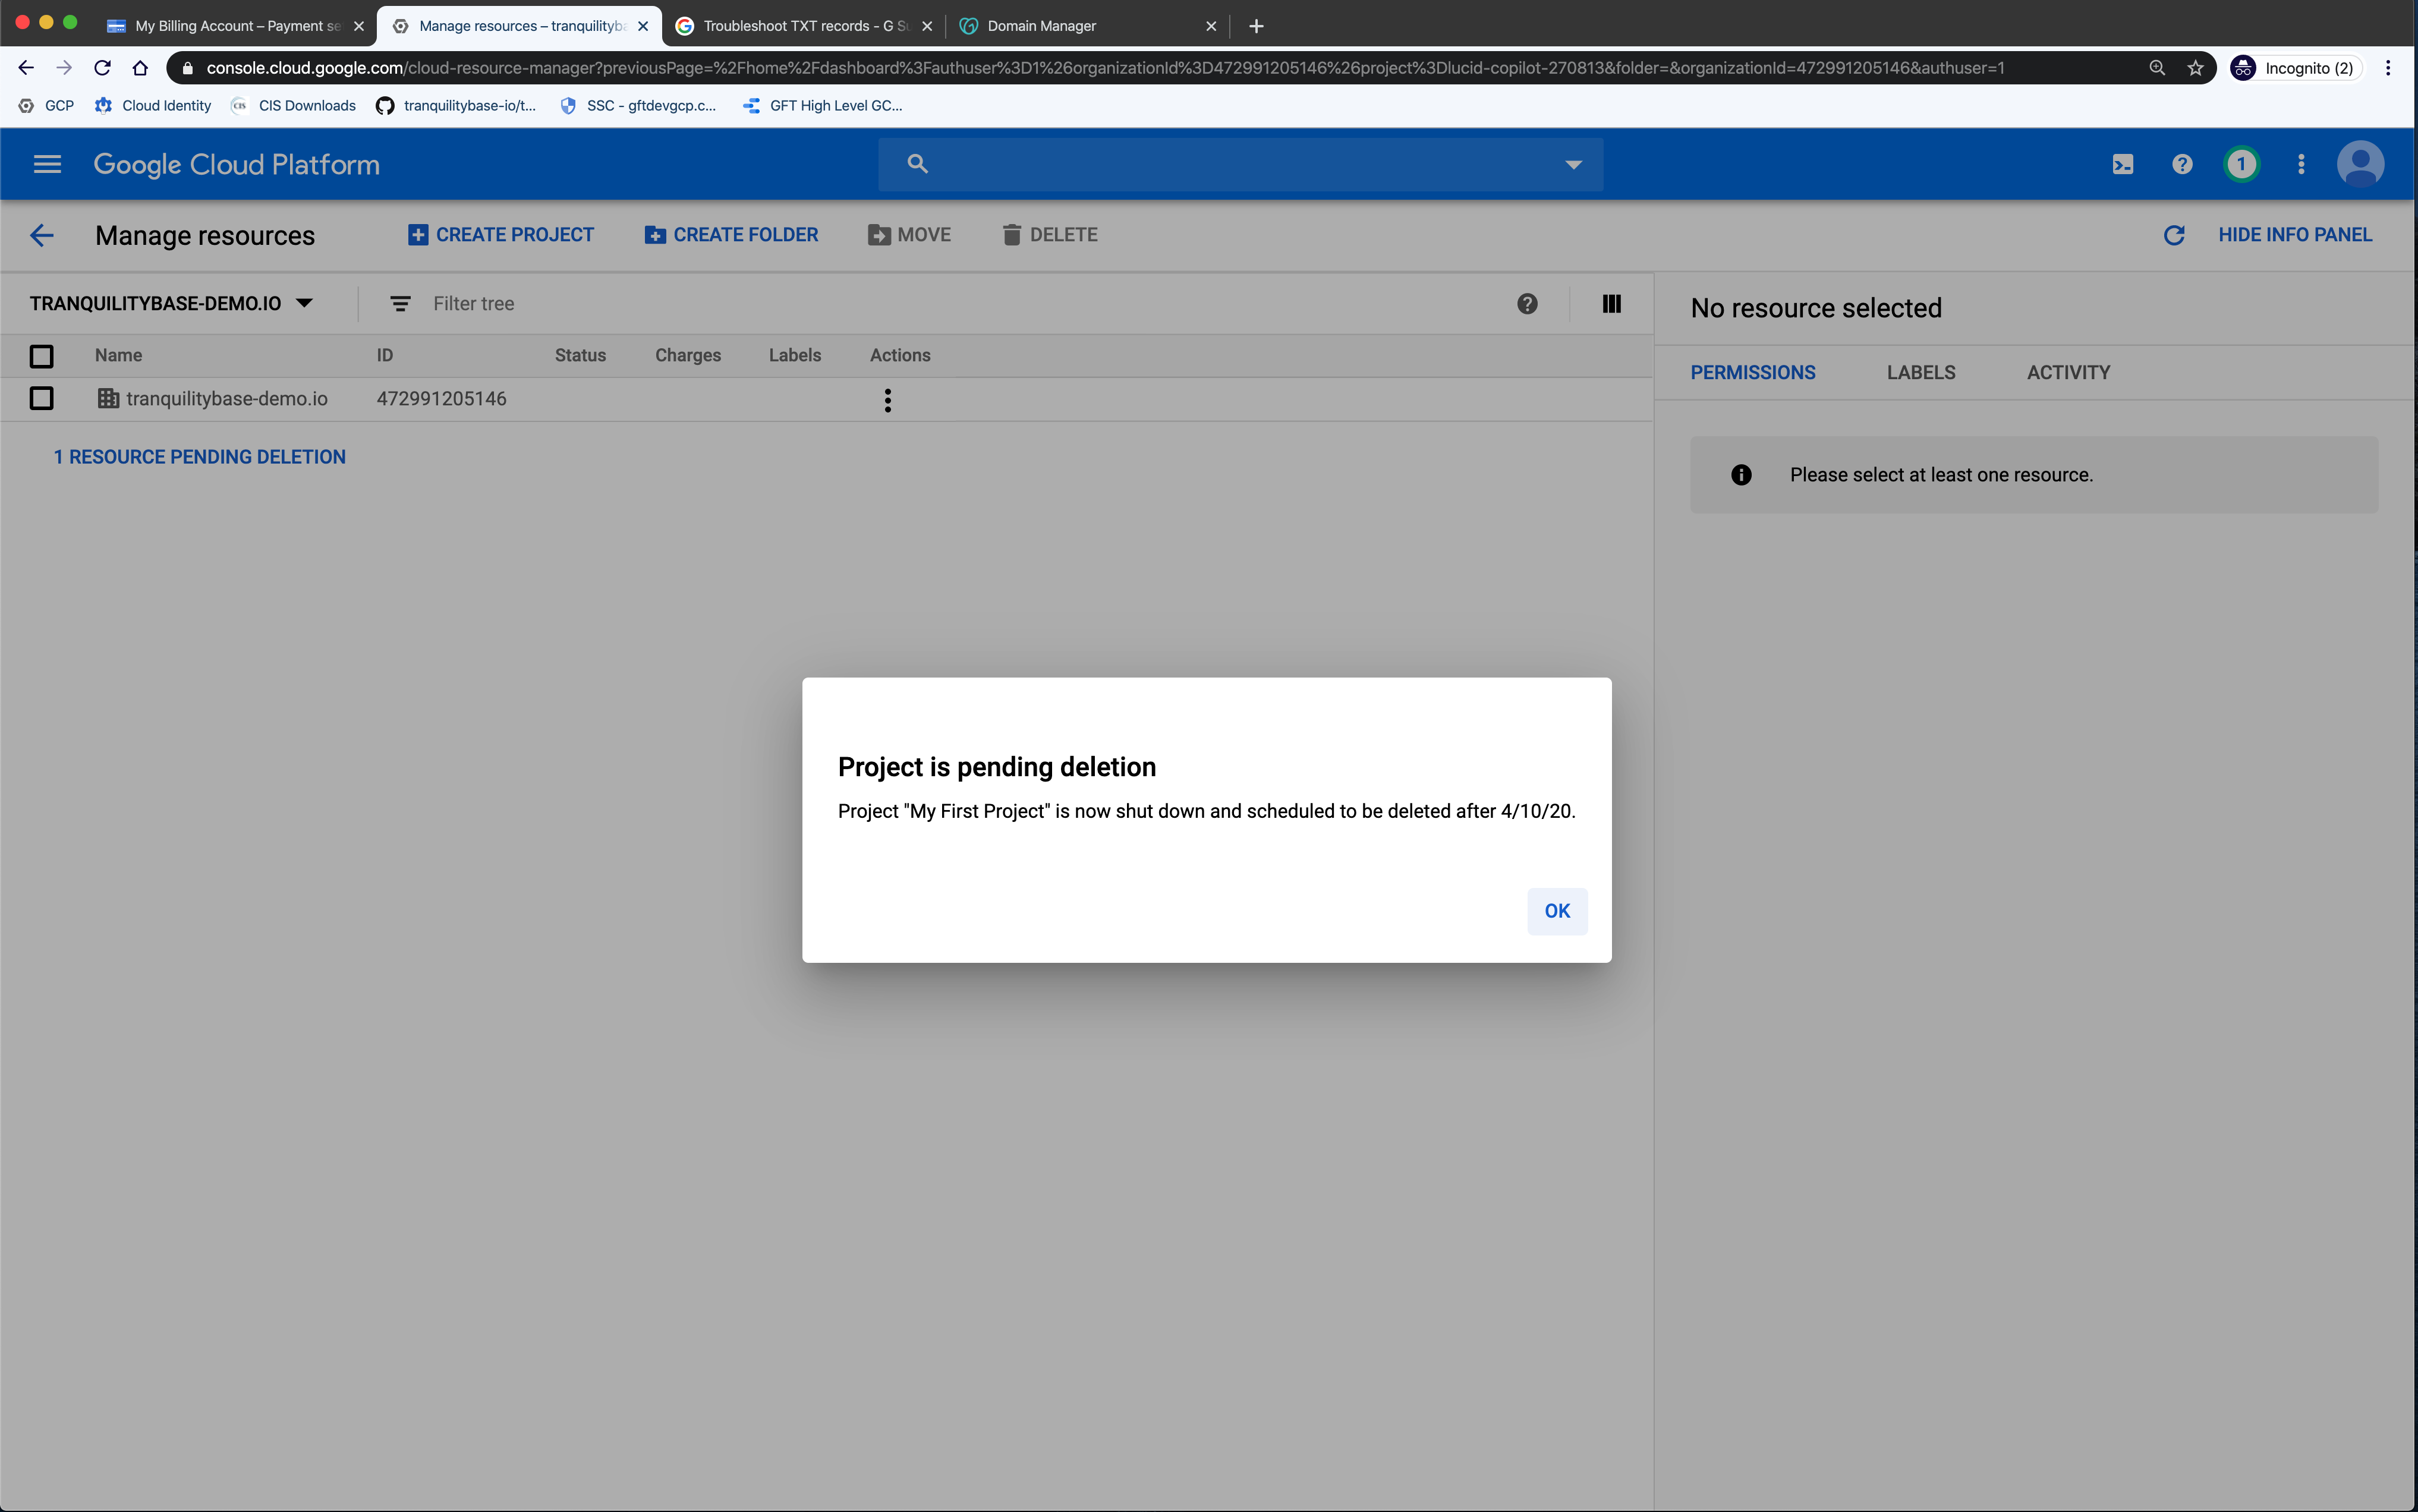 My Billing Account – Payment se
Manage resources – tranquilityba
Troubleshoot TXT records - G Su
Domain Manager
console.cloud.google.com/cloud-resource-manager?previousPage=%2Fhome%2Fdashboard%3Fauthuser%3D1%26organizationId%3D472991205146%26project%3Dlucid-copilot-270813&folder=&organizationId=472991205146&authuser=1
Incognito (2)
GCP
Cloud Identity
CIS
CIS Downloads
tranquilitybase-io/t...
SSC - gftdevgcp.c...
GFT High Level GC...
Google Cloud Platform
1
Manage resources
CREATE PROJECT
CREATE FOLDER
MOVE
DELETE
HIDE INFO PANEL
TRANQUILITYBASE-DEMO.IO
Filter tree
No resource selected
Name ID Status Charges Labels Actions
PERMISSIONS LABELS ACTIVITY
tranquilitybase-demo.io 472991205146
1 RESOURCE PENDING DELETION
Please select at least one resource.
Project is pending deletion
Project "My First Project" is now shut down and scheduled to be deleted after 4/10/20.
OK